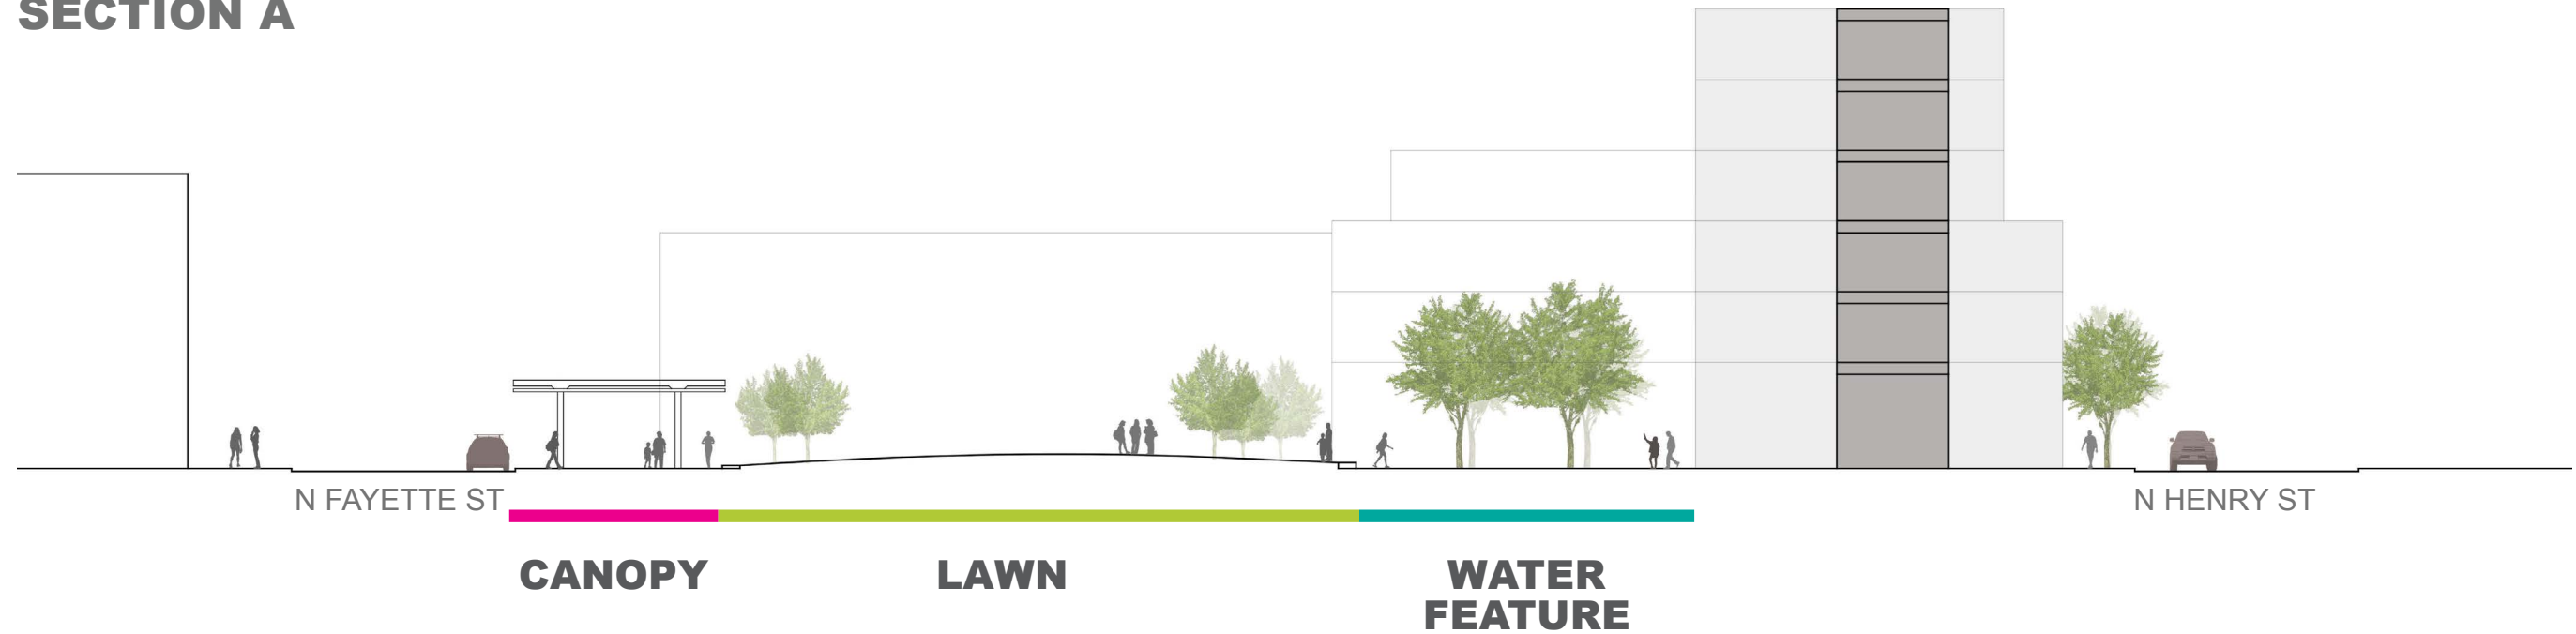 SECTION A
N FAYETTE ST
N HENRY ST
CANOPY
LAWN
WATER
FEATURE